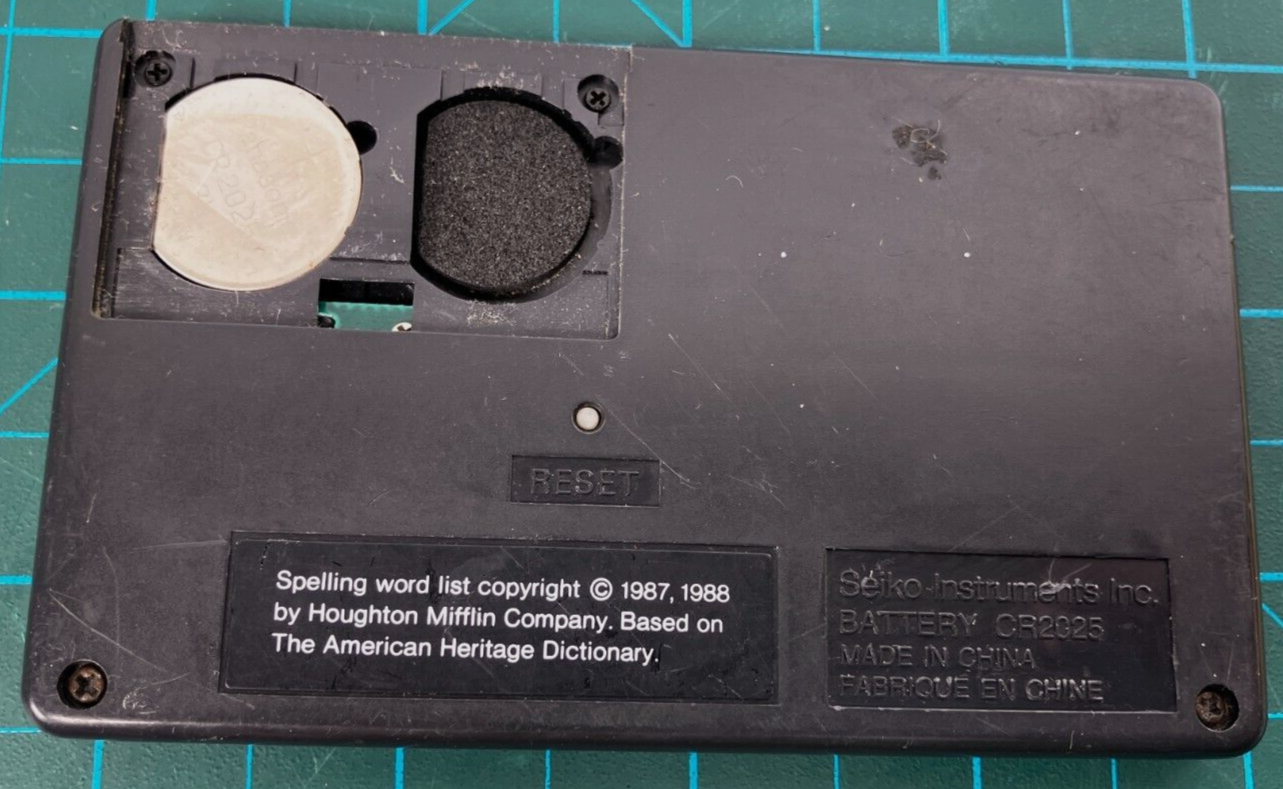 CR202
RESET
Spelling word list copyright © 1987, 1988
by Houghton Mifflin Company. Based on
The American Heritage Dictionary.
Seiko Instruments Inc.
BATTERY CR2025
MADE IN CHINA
FABRIQUE EN CHINE